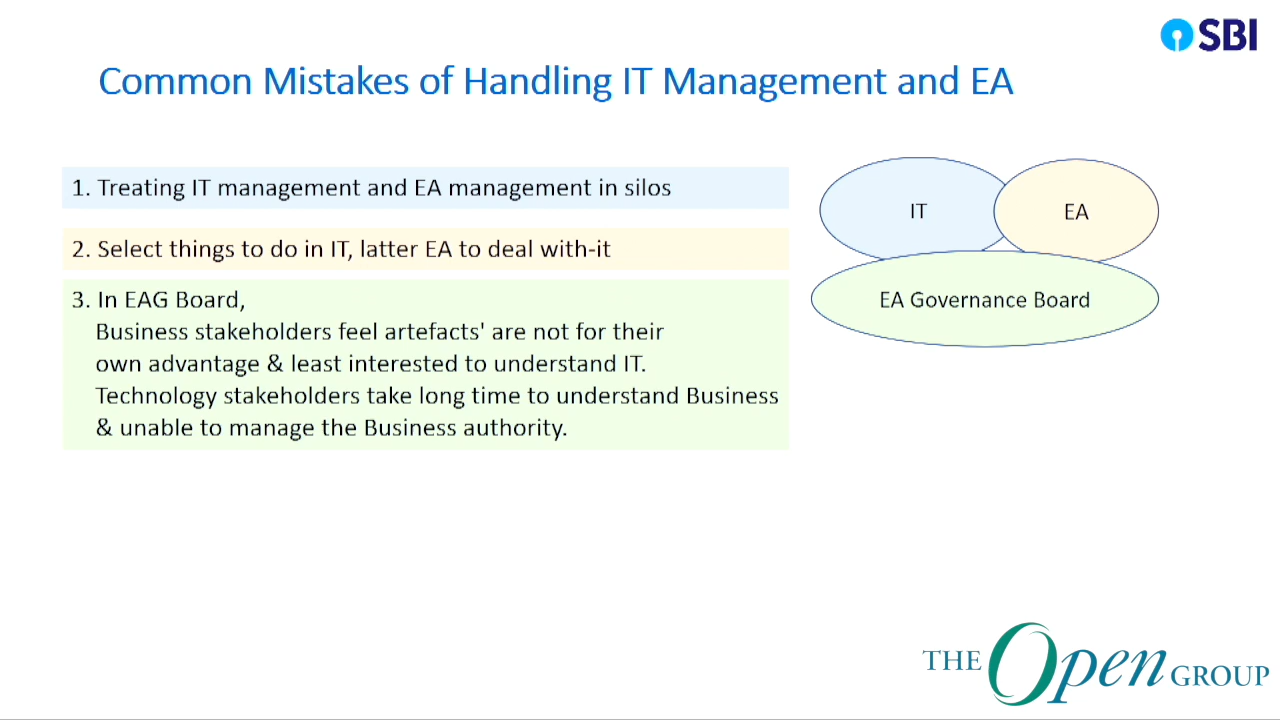 SBI
Common Mistakes of Handling IT Management and EA
1. Treating IT management and EA management in silos
2. Select things to do in IT, latter EA to deal with-it
3. In EAG Board,
Business stakeholders feel artefacts' are not for their
own advantage & least interested to understand IT.
Technology stakeholders take long time to understand Business
& unable to manage the Business authority.
IT
EA
EA Governance Board
THE Open GROUP